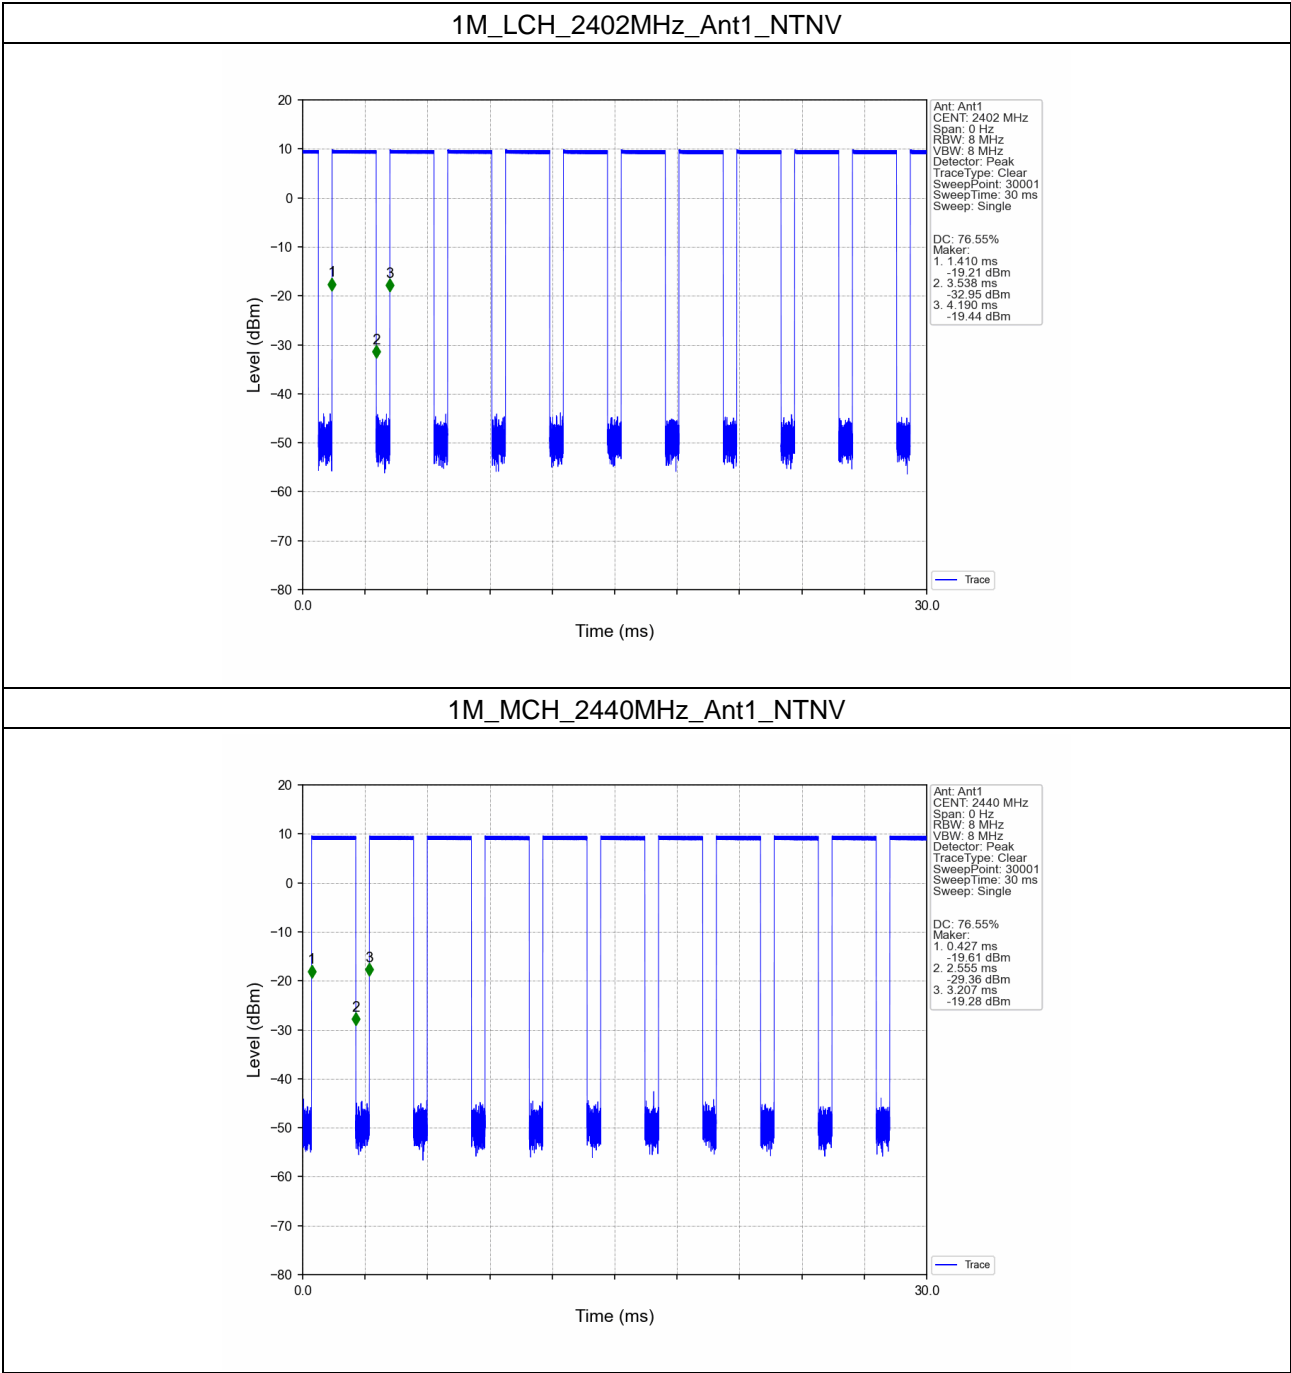 1M_LCH_2402MHz_Ant1_NTNV
20
10
0
−10
−20
−30
−40
−50
−60
−70
−80
Level (dBm)
1
2
3
0.0
30.0
Time (ms)
Ant: Ant1
CENT: 2402 MHz
Span: 0 Hz
RBW: 8 MHz
VBW: 8 MHz
Detector: Peak
TraceType: Clear
SweepPoint: 30001
SweepTime: 30 ms
Sweep: Single
DC: 76.55%
Maker:
1. 1.410 ms
-19.21 dBm
2. 3.538 ms
-32.95 dBm
3. 4.190 ms
-19.44 dBm
Trace
1M_MCH_2440MHz_Ant1_NTNV
20
10
0
−10
−20
−30
−40
−50
−60
−70
−80
Level (dBm)
1
2
3
0.0
30.0
Time (ms)
Ant: Ant1
CENT: 2440 MHz
Span: 0 Hz
RBW: 8 MHz
VBW: 8 MHz
Detector: Peak
TraceType: Clear
SweepPoint: 30001
SweepTime: 30 ms
Sweep: Single
DC: 76.55%
Maker:
1. 0.427 ms
-19.61 dBm
2. 2.555 ms
-29.36 dBm
3. 3.207 ms
-19.28 dBm
Trace